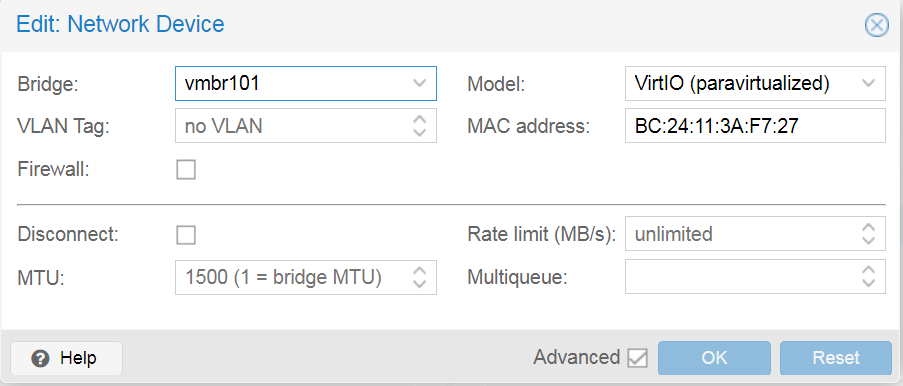 Edit: Network Device
Bridge: vmbr101 Model: VirtIO (paravirtualized)
VLAN Tag: no VLAN MAC address: BC:24:11:3A:F7:27
Firewall:
Disconnect: Rate limit (MB/s): unlimited
MTU: 1500 (1 = bridge MTU) Multiqueue:
? Help Advanced OK Reset